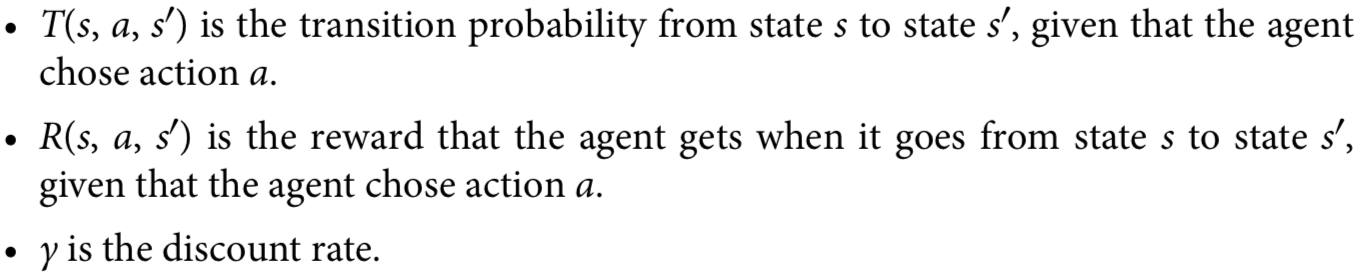 • T(s, a, s′) is the transition probability from state s to state s′, given that the agent
chose action a.
• R(s, a, s′) is the reward that the agent gets when it goes from state s to state s′,
given that the agent chose action a.
• γ is the discount rate.